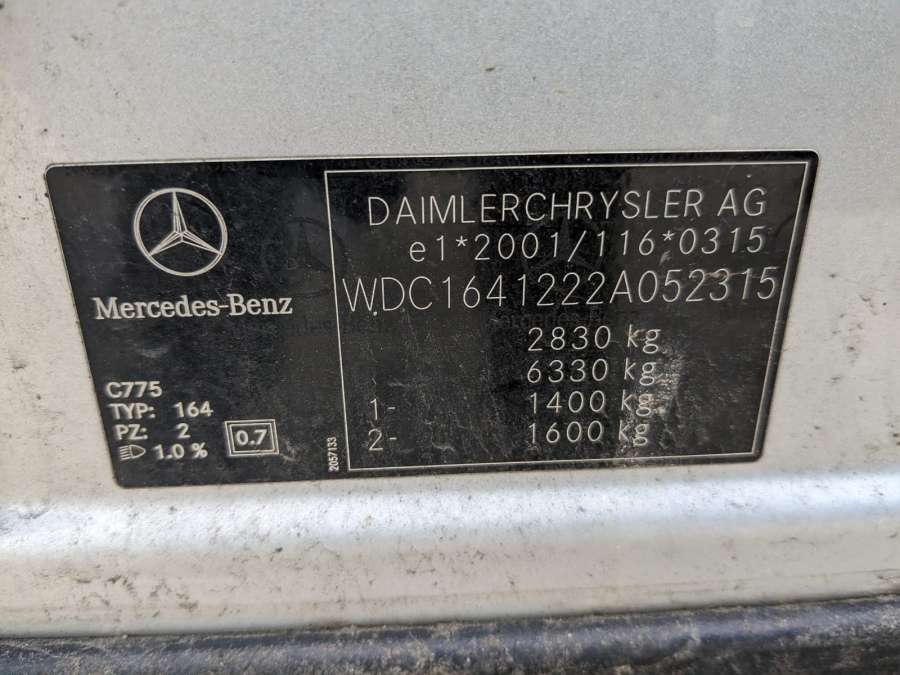 Mercedes-Benz
C775
TYP: 164
PZ: 2
1.0 %
0.7
2057133
DAIMLERCHRYSLER AG
e1*2001/116*0315
WDC1641222A052315
2830 kg
6330 kg
1- 1400 kg
2- 1600 kg